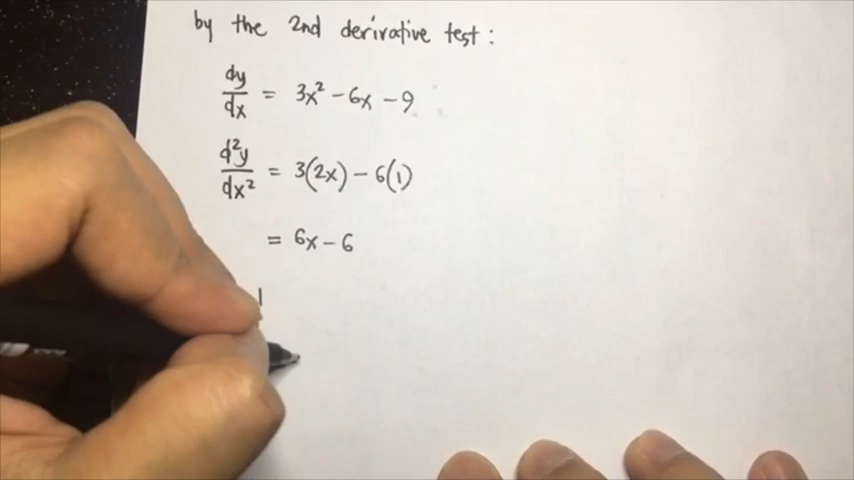 by the 2nd derivative test:
dy/dx = 3x² - 6x - 9
d²y/dx² = 3(2x) - 6(1)
= 6x - 6